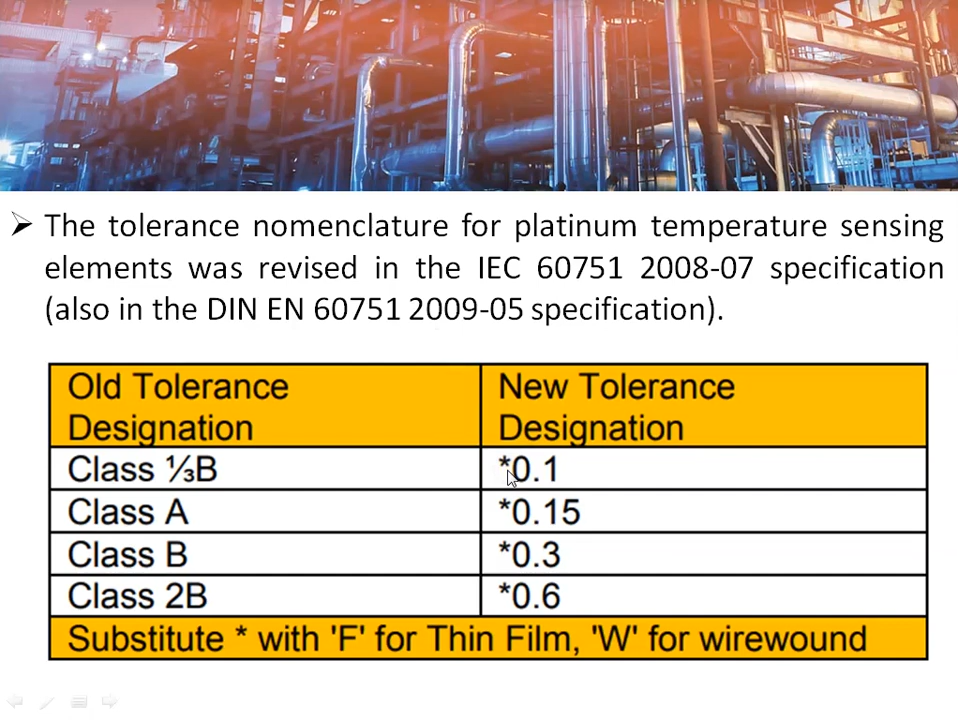 The tolerance nomenclature for platinum temperature sensing
elements was revised in the IEC 60751 2008-07 specification
(also in the DIN EN 60751 2009-05 specification).
Old Tolerance
Designation
New Tolerance
Designation
Class ⅓B
*0.1
Class A
*0.15
Class B
*0.3
Class 2B
*0.6
Substitute * with 'F' for Thin Film, 'W' for wirewound